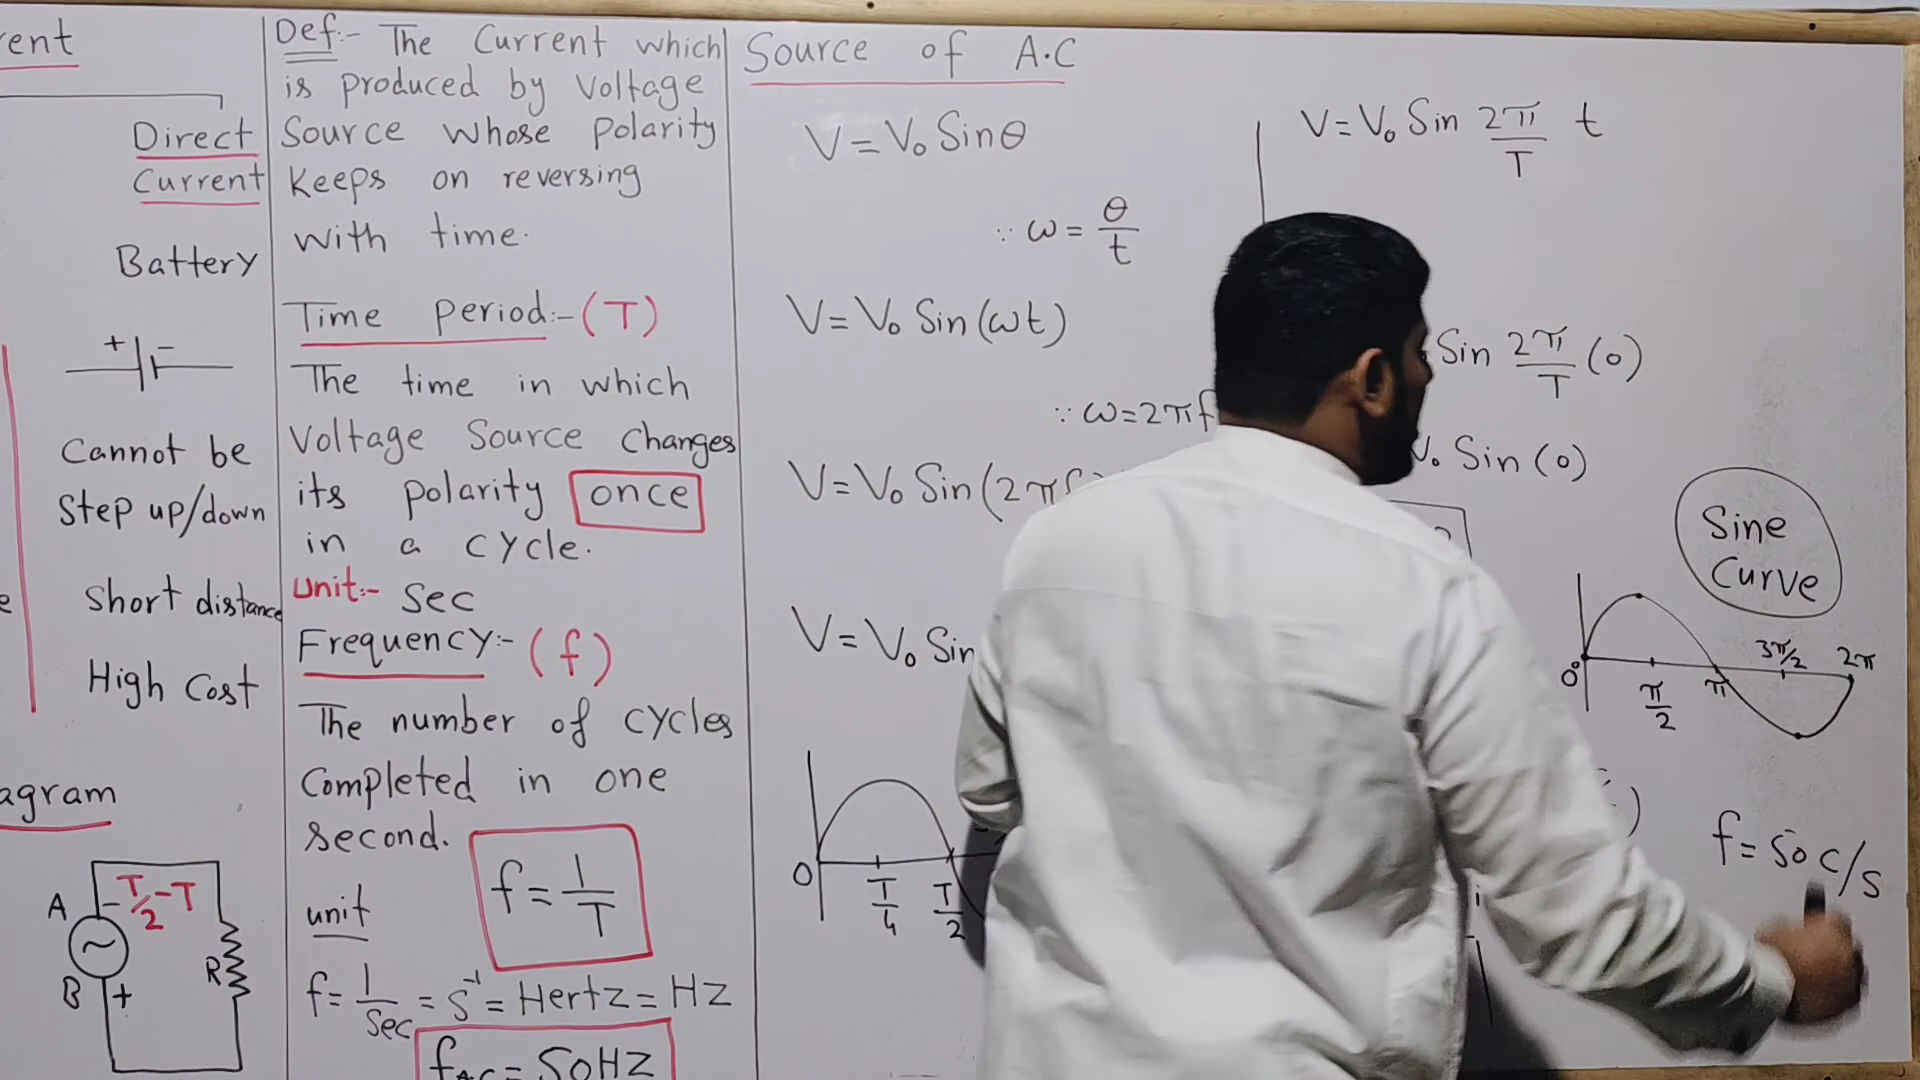 rent
Direct
Current
Battery
+ -
Cannot be
Step up/down
e Short distance
High Cost
agram
A
- T/2 - T
B +
R
Def:- The Current which
is produced by Voltage
Source whose Polarity
Keeps on reversing
with time.
Time Period:- (T)
The time in which
Voltage Source Changes
its polarity once
in a cycle.
Unit:- Sec
Frequency:- (f)
The number of cycles
Completed in one
second.
f = 1/T
unit
f = 1/Sec = S⁻¹ = Hertz = HZ
fAC = 50HZ
Source of A.C
V = V₀ Sinθ
∵ ω = θ/t
V = V₀ Sin(ωt)
∵ ω = 2πf
V = V₀ Sin(2πf
V = V₀ Sin
O T/4 T/2
V = V₀ Sin 2π/T t
Sin 2π/T (0)
V₀ Sin (0)
Sine
Curve
0° π/2 π 3π/2 2π
f = 50 C/S